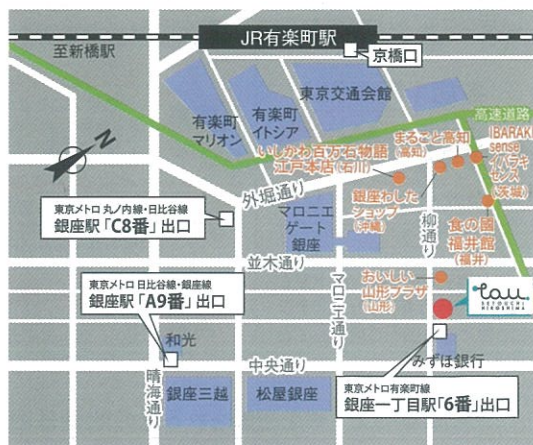 JR有楽町駅
至新橋駅
京橋口
東京交通会館
有楽町
イトシア
有楽町
マリオン
高速道路
IBARAKI
sense
イバラキ
センス
(茨城)
まるごと高知
(高知)
いしかわ百万石物語
江戸本店(石川)
銀座わした
ショップ
(沖縄)
外堀通り
食の國
福井館
(福井)
東京メトロ 丸ノ内線・日比谷線
銀座駅「C8番」出口
マロニエ
ゲート
銀座
柳通り
並木通り
おいしい
山形プラザ
(山形)
tau
SETOUCHI
HIROSHIMA
東京メトロ 日比谷線・銀座線
銀座駅「A9番」出口
マロニエ通り
和光
みずほ銀行
中央通り
晴海通り
銀座三越
松屋銀座
東京メトロ有楽町線
銀座一丁目駅「6番」出口
N